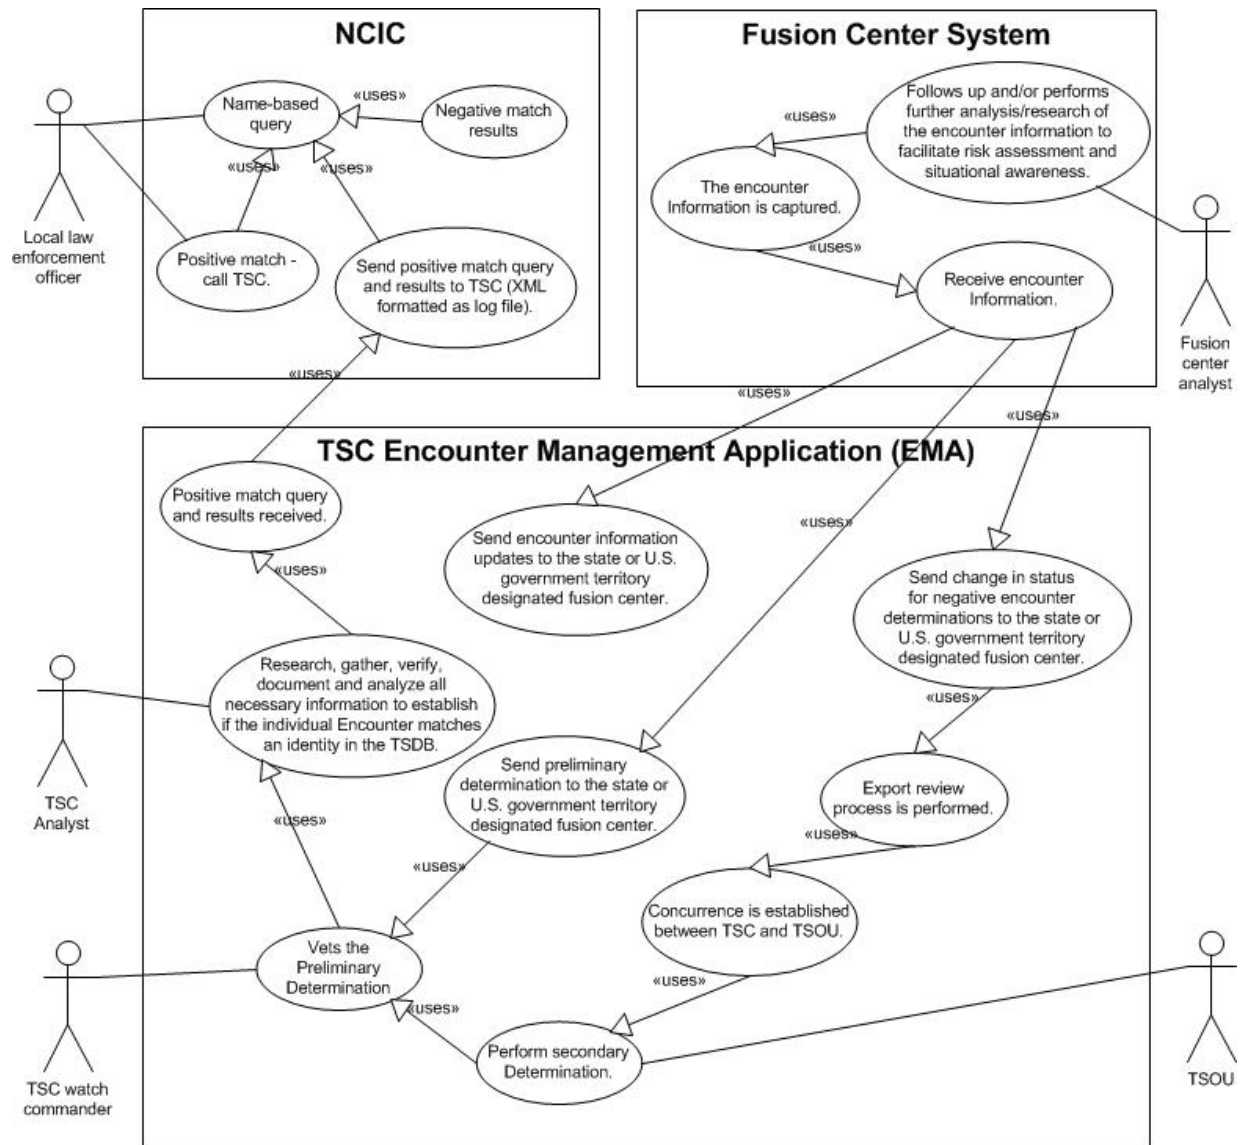 NCIC
Name-based
query
«uses»
Negative match
results
«uses»
«uses»
Positive match -
call TSC.
Send positive match query
and results to TSC (XML
formatted as log file).
Local law
enforcement
officer
Fusion Center System
Follows up and/or performs
further analysis/research of
the encounter information to
facilitate risk assessment and
situational awareness.
«uses»
The encounter
Information is captured.
«uses»
Receive encounter
Information.
Fusion
center
analyst
«uses»
«uses»
«uses»
TSC Encounter Management Application (EMA)
Positive match query
and results received.
«uses»
Send encounter information
updates to the state or U.S.
government territory
designated fusion center.
«uses»
Send change in status
for negative encounter
determinations to the state or
U.S. government territory
designated fusion center.
Research, gather, verify,
document and analyze all
necessary information to establish
if the individual Encounter matches
an identity in the TSDB.
TSC
Analyst
«uses»
«uses»
Send preliminary
determination to the state or
U.S. government territory
designated fusion center.
Export review
process is performed.
«uses»
«uses»
Concurrence is established
between TSC and TSOU.
Vets the
Preliminary
Determination
«uses»
«uses»
Perform secondary
Determination.
TSC watch
commander
TSOU